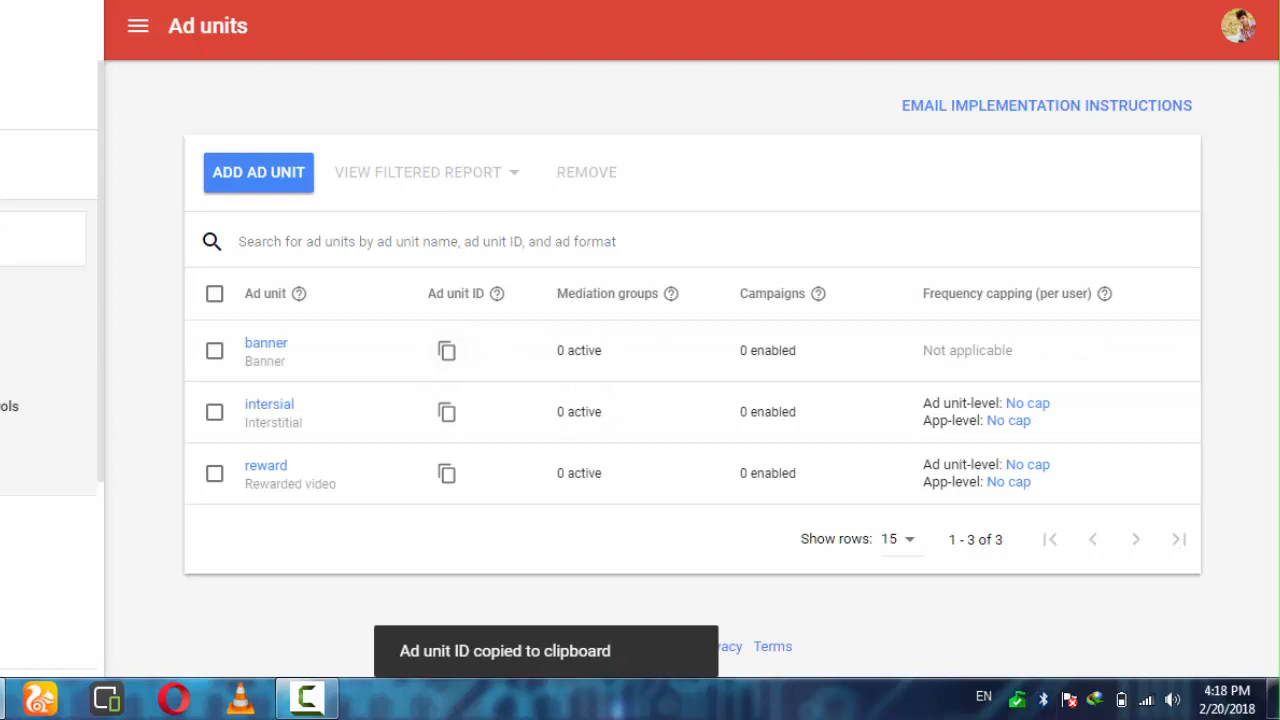 Ad units
EMAIL IMPLEMENTATION INSTRUCTIONS
ADD AD UNIT VIEW FILTERED REPORT REMOVE
Search for ad units by ad unit name, ad unit ID, and ad format
Ad unit Ad unit ID Mediation groups Campaigns Frequency capping (per user)
banner
Banner
0 active 0 enabled Not applicable
ols
intersial
Interstitial
0 active 0 enabled
Ad unit-level: No cap
App-level: No cap
reward
Rewarded video
0 active 0 enabled
Ad unit-level: No cap
App-level: No cap
Show rows: 15 1 - 3 of 3
Ad unit ID copied to clipboard
vacy Terms
EN
4:18 PM
2/20/2018